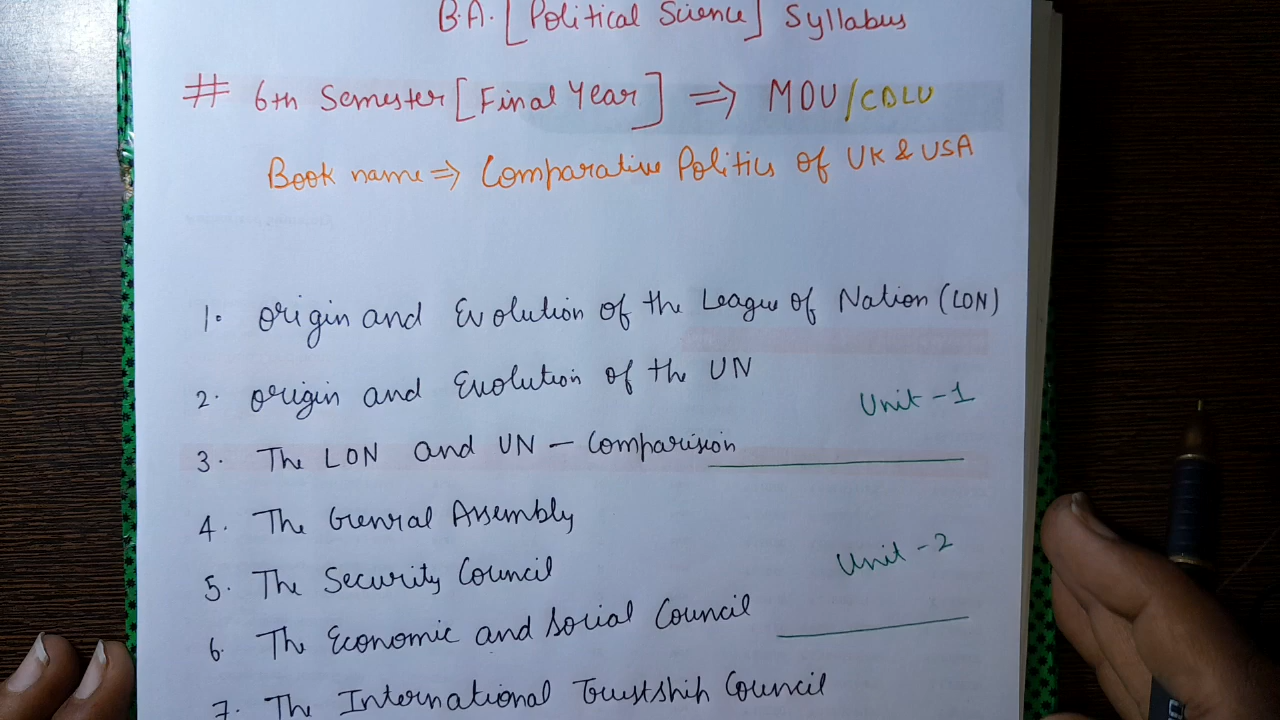 B.A. [Political Science] Syllabus
# 6th Semester [Final Year] ⇒ MDU/CDLU
Book name ⇒ Comparative Politics of UK & USA
1. Origin and Evolution of the League of Nation (LON)
2. Origin and Evolution of the UN
Unit - 1
3. The LON and UN — Comparision
4. The Genral Assembly
5. The Security Council
Unit - 2
6. The Economic and Social Council
7. The International Trustship Council